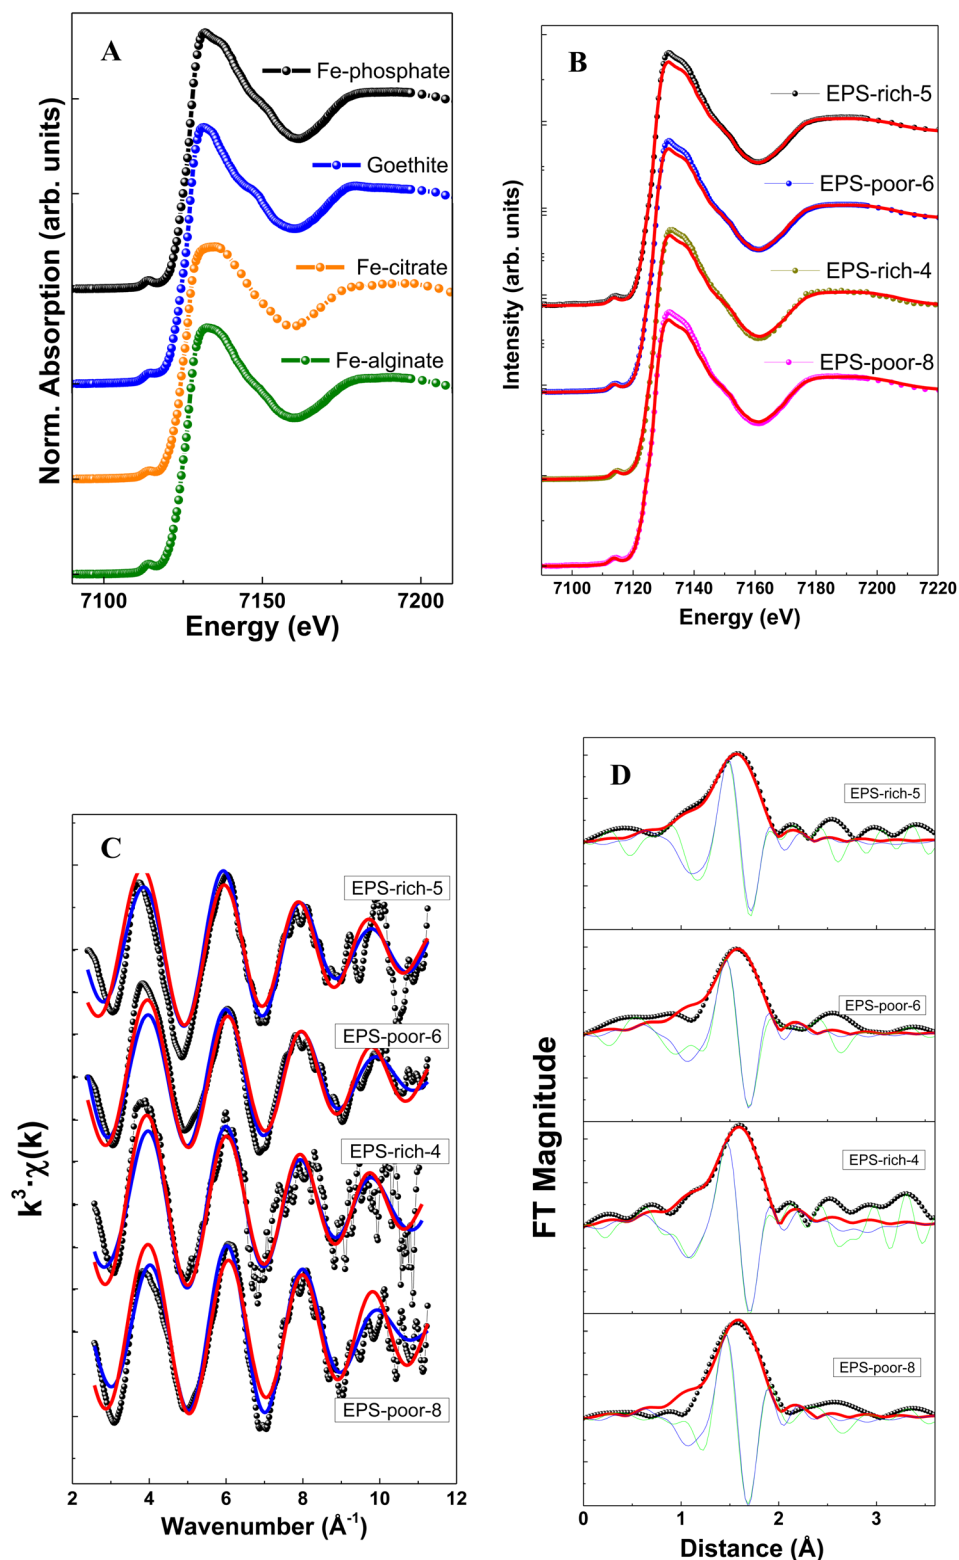 A
Fe-phosphate
Goethite
Fe-citrate
Fe-alginate
Norm. Absorption (arb. units)
7100 7150 7200
Energy (eV)
B
EPS-rich-5
EPS-poor-6
EPS-rich-4
EPS-poor-8
Intensity (arb. units)
7100 7120 7140 7160 7180 7200 7220
Energy (eV)
C
EPS-rich-5
EPS-poor-6
EPS-rich-4
EPS-poor-8
k³·χ(k)
2 4 6 8 10 12
Wavenumber (Å⁻¹)
D
EPS-rich-5
EPS-poor-6
EPS-rich-4
EPS-poor-8
FT Magnitude
0 1 2 3
Distance (Å)